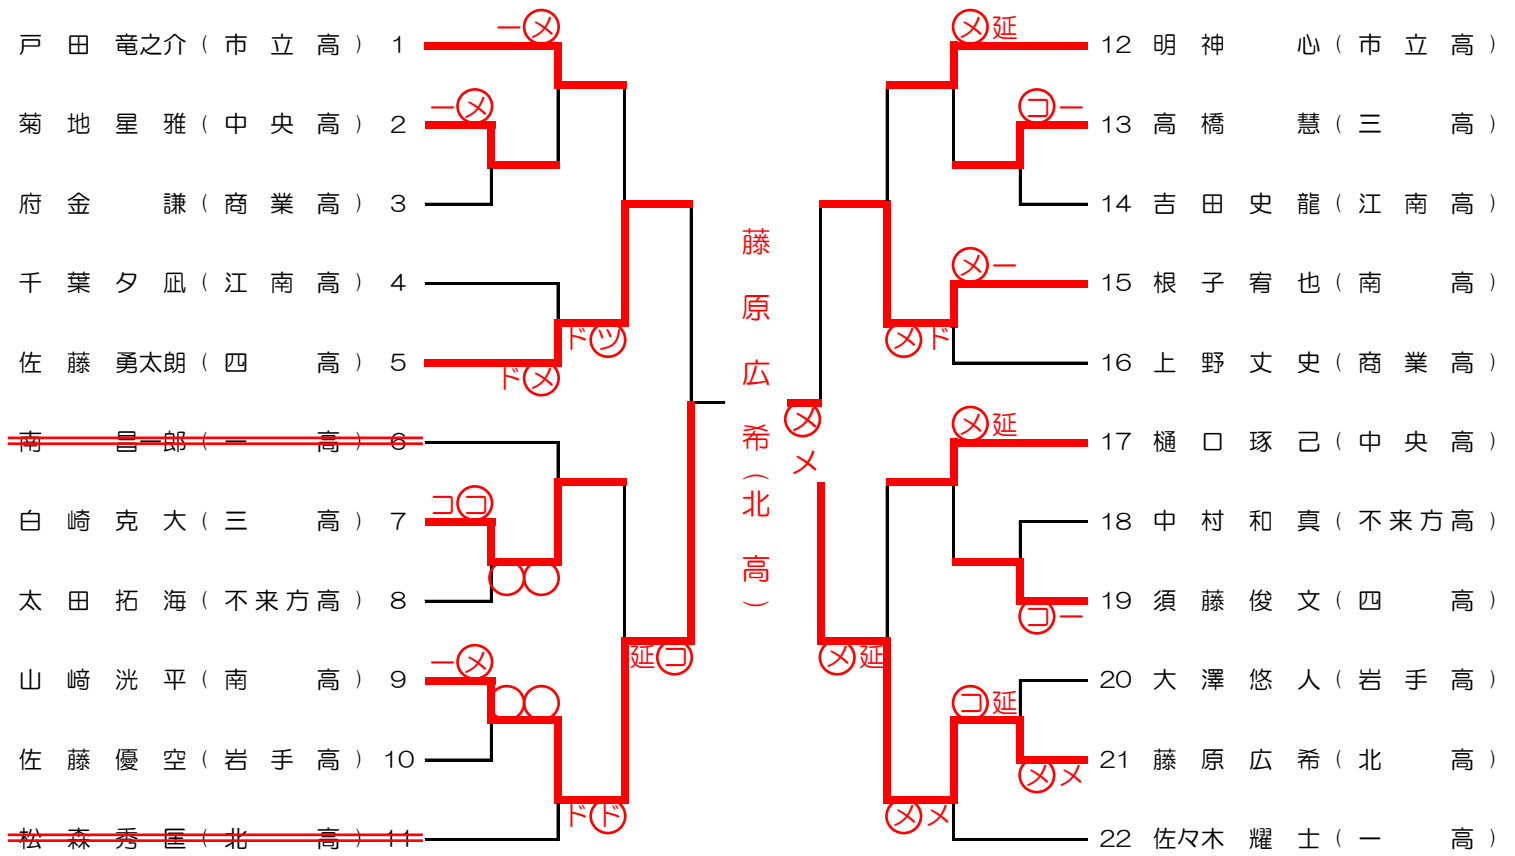 戸田竜之介（市立高）1
一メ
菊地星雅（中央高）2
一メ
府金謙（商業高）3
千葉夕凪（江南高）4
佐藤勇太朗（四高）5
ドメ
ドツ
南昌一郎（一高）6
白崎克大（三高）7
ココ
太田拓海（不来方高）8
山﨑洸平（南高）9
一メ
佐藤優空（岩手高）10
松森秀匡（北高）11
ドド
延コ
藤原広希（北高）
メ
メ
メ延
12 明神心（市立高）
コ一
13 高橋慧（三高）
14 吉田史龍（江南高）
メ一
15 根子宥也（南高）
メド
16 上野丈史（商業高）
メ延
17 樋口琢己（中央高）
18 中村和真（不来方高）
19 須藤俊文（四高）
コ一
メ延
20 大澤悠人（岩手高）
コ延
21 藤原広希（北高）
メメ
メメ
22 佐々木耀士（一高）